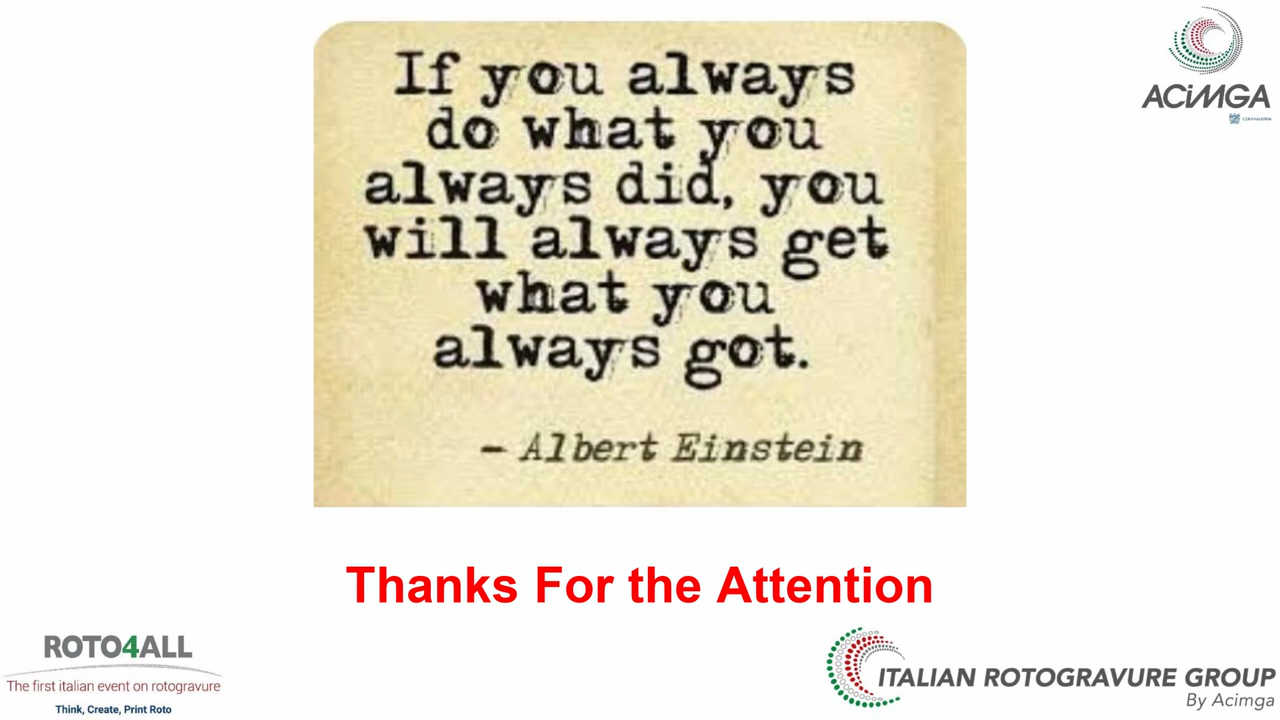 If you always
do what you
always did, you
will always get
what you
always got.
– Albert Einstein
ACiMGA
CONFINDUSTRIA
Thanks For the Attention
ROTO4ALL
The first italian event on rotogravure
Think, Create, Print Roto
ITALIAN ROTOGRAVURE GROUP
By Acimga